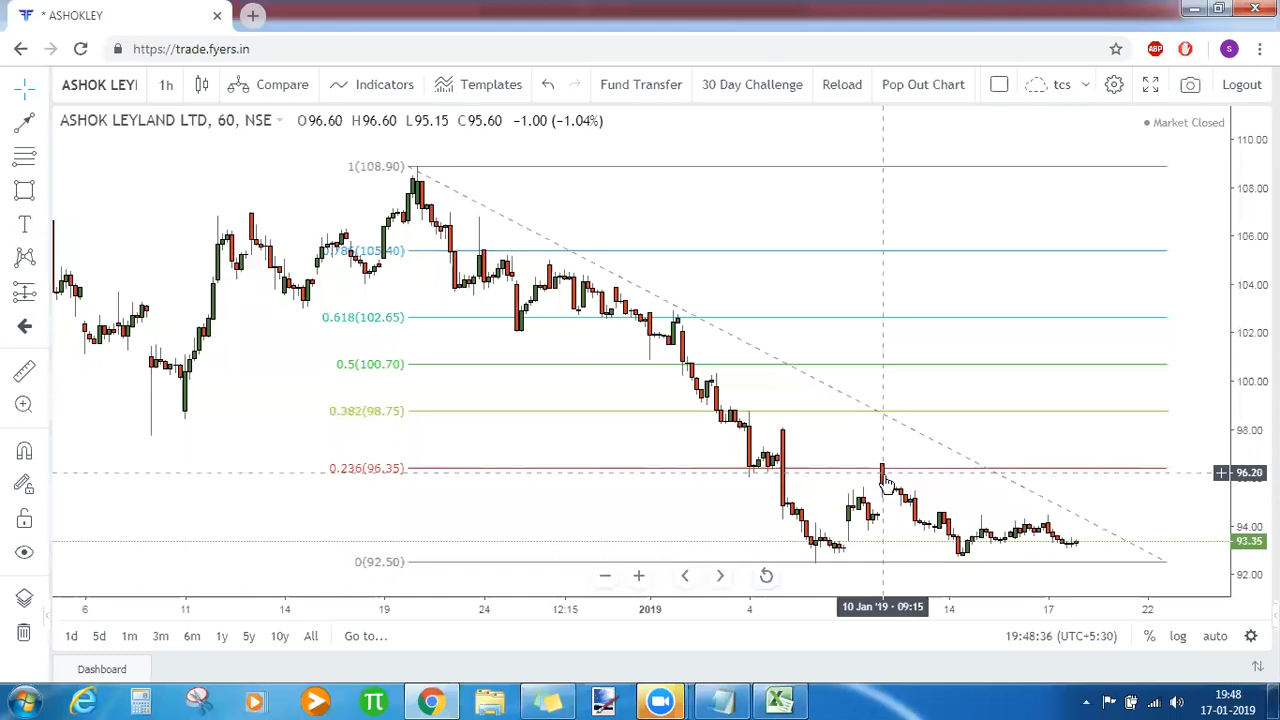 * ASHOKLEY
https://trade.fyers.in
ABP
S
ASHOK LEYL
1h
Compare
Indicators
Templates
Fund Transfer
30 Day Challenge
Reload
Pop Out Chart
tcs
Logout
ASHOK LEYLAND LTD, 60, NSE
O96.60 H96.60 L95.15 C95.60 −1.00 (−1.04%)
Market Closed
110.00
108.00
106.00
104.00
102.00
100.00
98.00
96.20
94.00
93.35
92.00
1(108.90)
0.786(105.40)
0.618(102.65)
0.5(100.70)
0.382(98.75)
0.236(96.35)
0(92.50)
6 11 14 19 24 12:15 2019 4 10 Jan '19 - 09:15 14 17 22
1d 5d 1m 3m 6m 1y 5y 10y All Go to...
19:48:36 (UTC+5:30) % log auto
Dashboard
19:48
17-01-2019